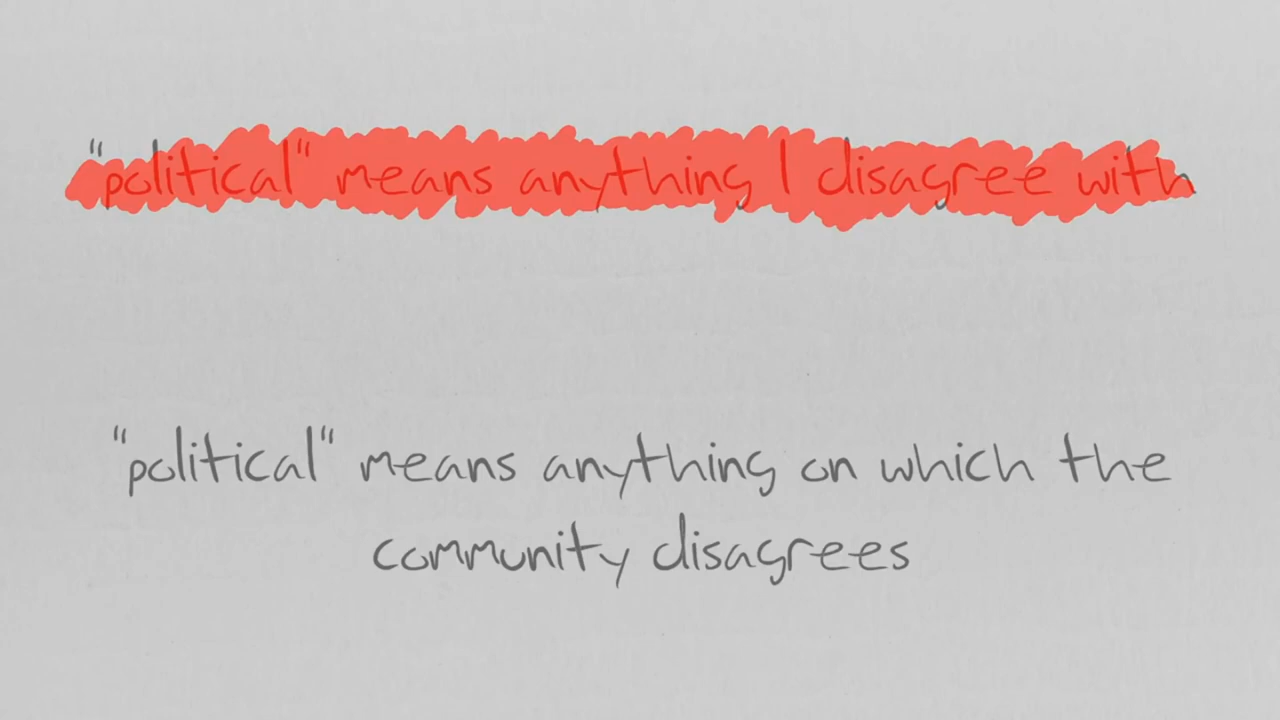 "political" means anything I disagree with
"political" means anything on which the
community disagrees